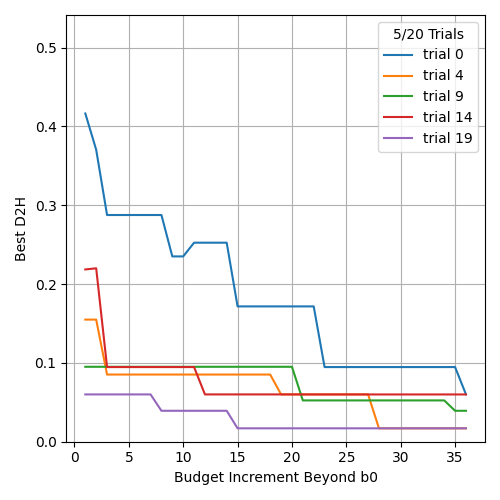 5/20 Trials
trial 0
trial 4
trial 9
trial 14
trial 19
Best D2H
0.5
0.4
0.3
0.2
0.1
0.0
0 5 10 15 20 25 30 35
Budget Increment Beyond b0